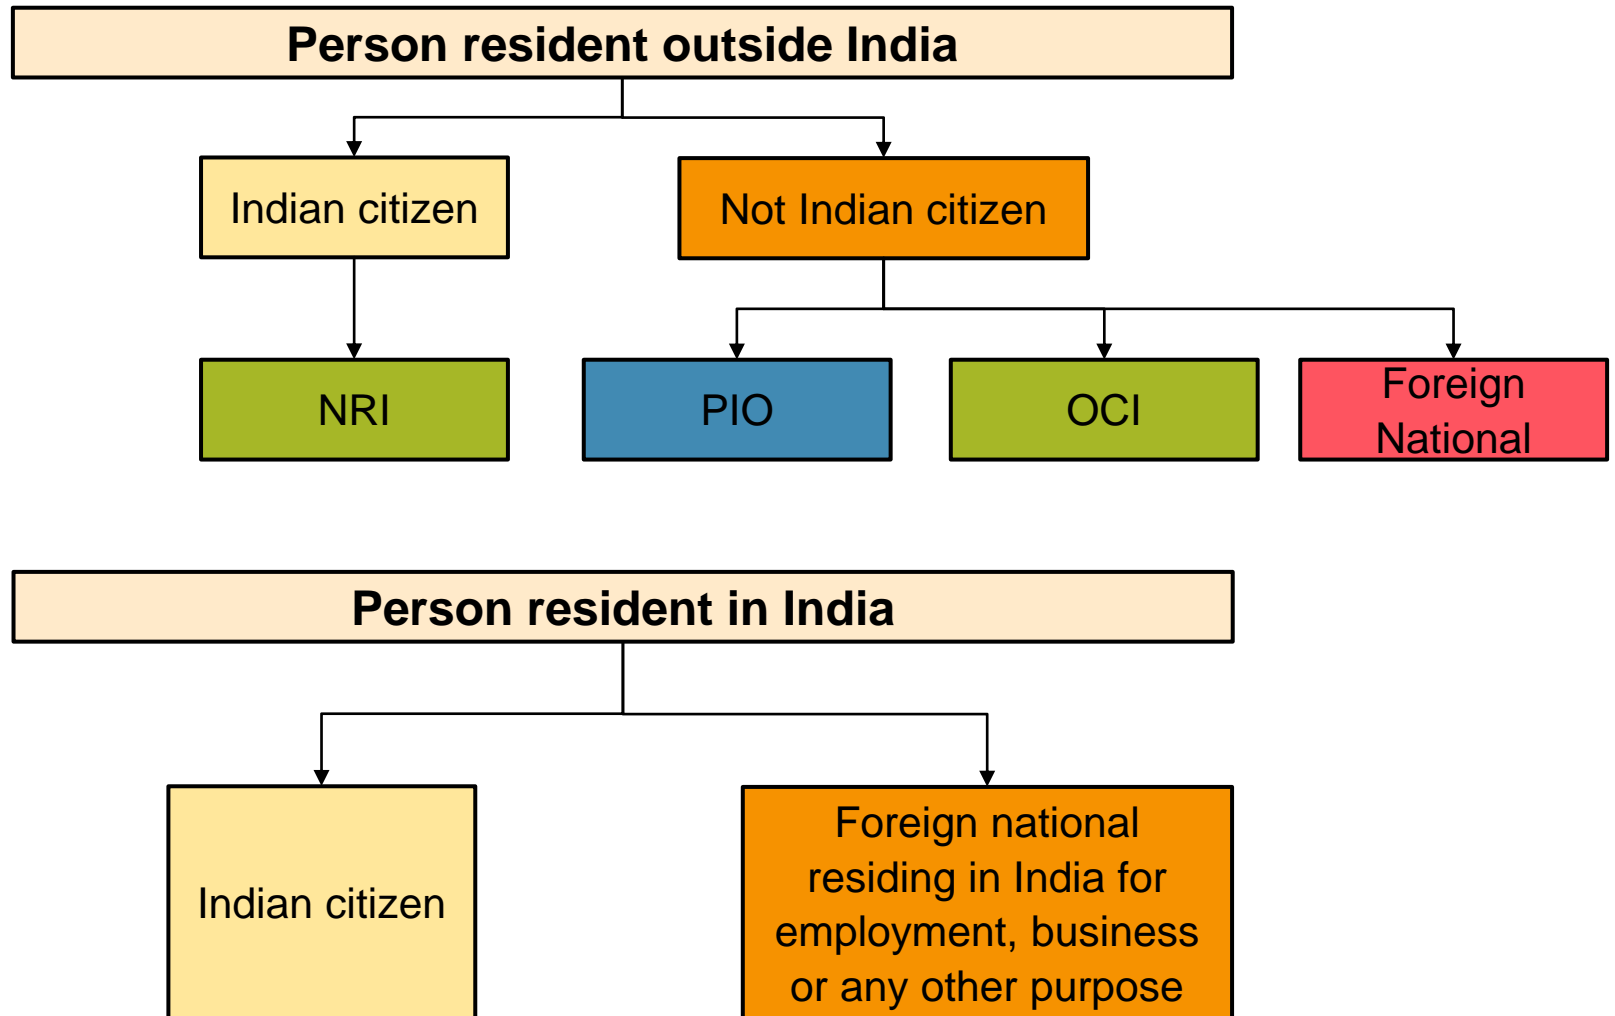 Person resident outside India
Indian citizen
Not Indian citizen
NRI
PIO
OCI
Foreign
National
Person resident in India
Indian citizen
Foreign national
residing in India for
employment, business
or any other purpose